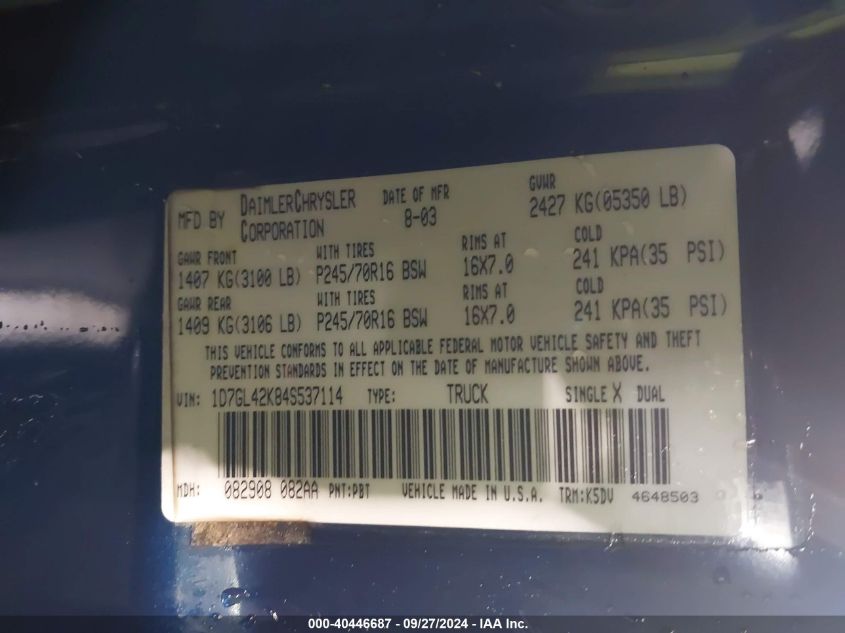 MFD BY DAIMLERCHRYSLER CORPORATION DATE OF MFR 8-03 GVWR 2427 KG(05350 LB)
GAWR FRONT WITH TIRES RIMS AT COLD
1407 KG(3100 LB) P245/70R16 BSW 16X7.0 241 KPA(35 PSI)
GAWR REAR WITH TIRES RIMS AT COLD
1409 KG(3106 LB) P245/70R16 BSW 16X7.0 241 KPA(35 PSI)
THIS VEHICLE CONFORMS TO ALL APPLICABLE FEDERAL MOTOR VEHICLE SAFETY AND THEFT
PREVENTION STANDARDS IN EFFECT ON THE DATE OF MANUFACTURE SHOWN ABOVE.
VIN: 1D7GL42K84S537114 TYPE: TRUCK SINGLE X DUAL
MDH: 082908 082AA PNT:PBT VEHICLE MADE IN U.S.A. TRM:K5DV 4648503
000-40446687 - 09/27/2024 - IAA Inc.